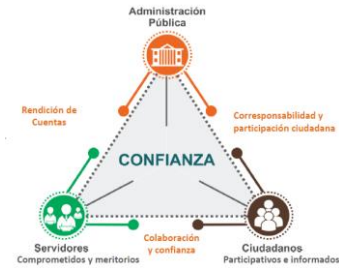 Administración
Pública
Rendición de
Cuentas
Corresponsabilidad y
participación ciudadana
CONFIANZA
Colaboración
y confianza
Servidores
Comprometidos y meritorios
Ciudadanos
Participativos e informados